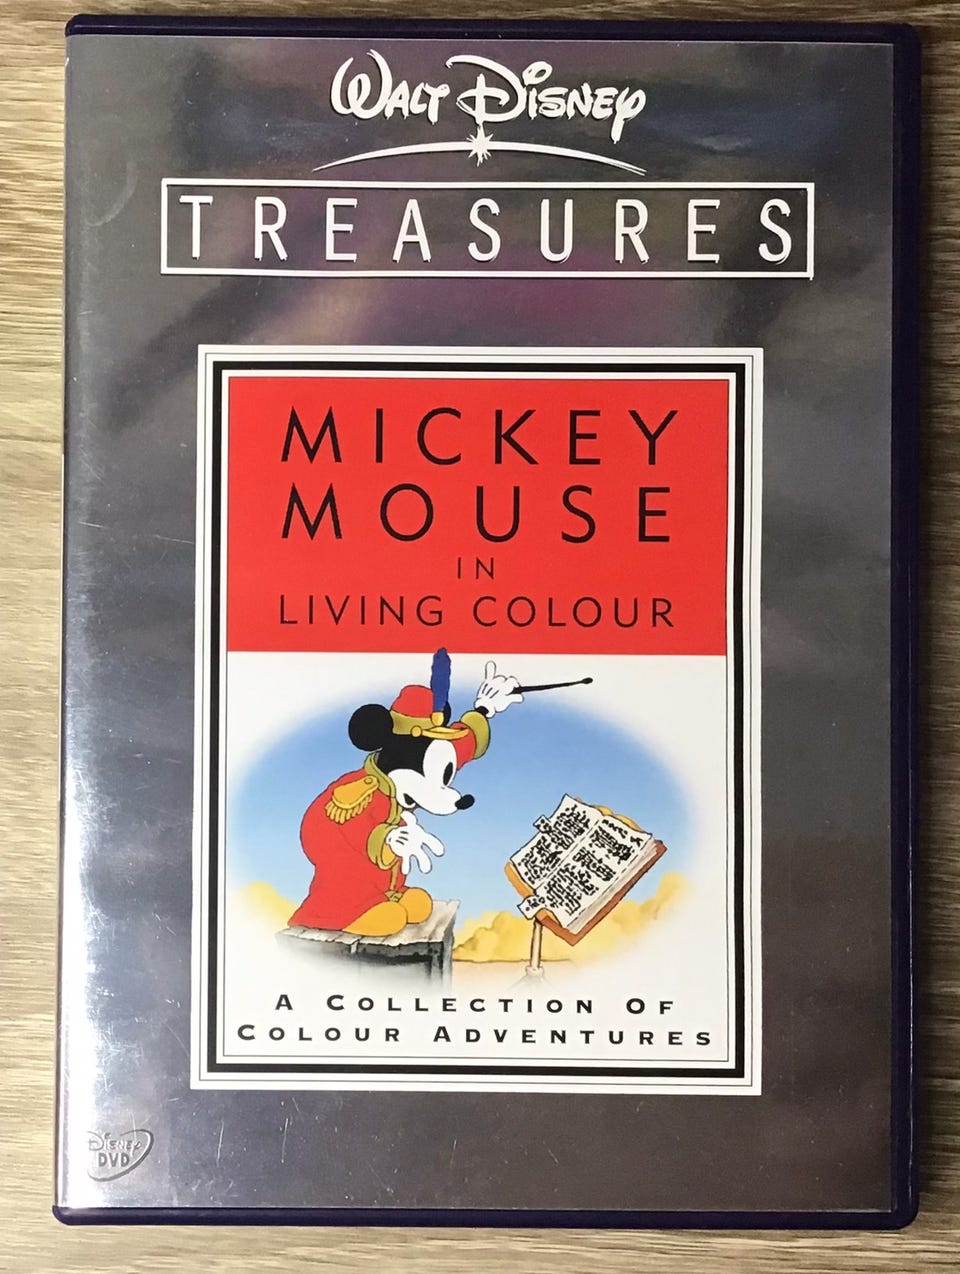 WALT DISNEY
TREASURES
MICKEY
MOUSE
IN
LIVING COLOUR
A COLLECTION OF
COLOUR ADVENTURES
DISNEY
DVD